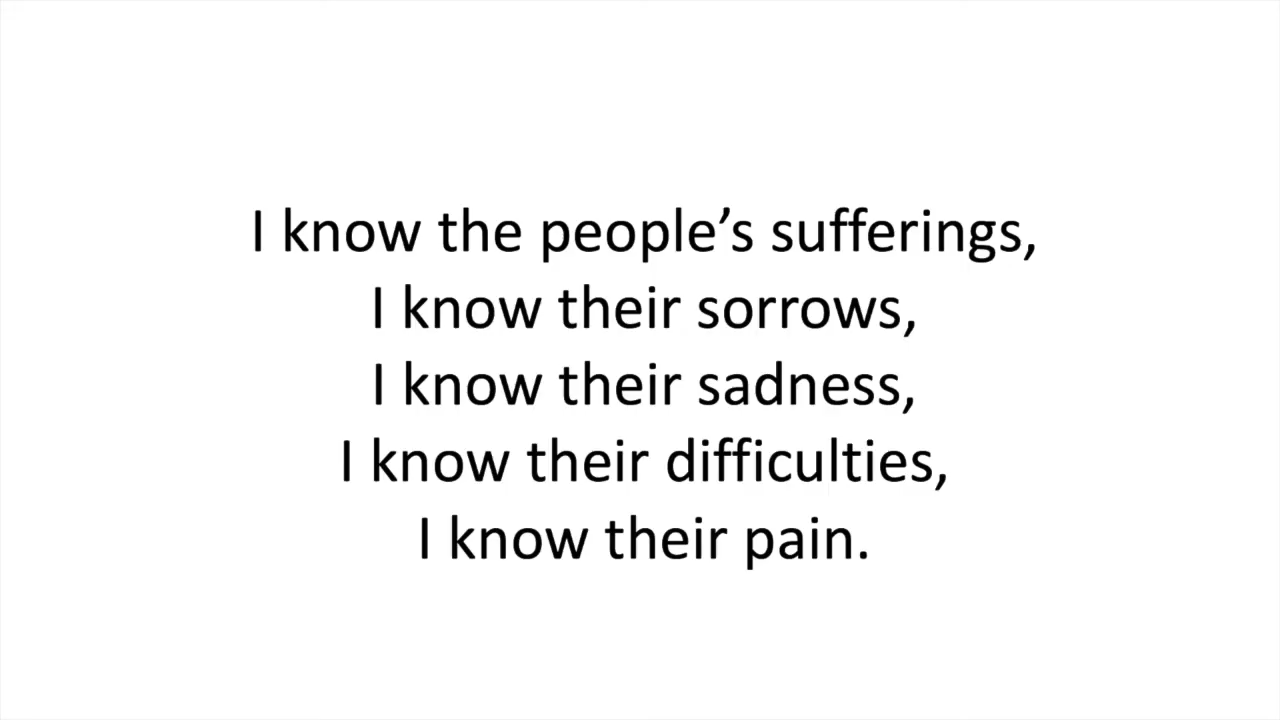 I know the people’s sufferings,
I know their sorrows,
I know their sadness,
I know their difficulties,
I know their pain.